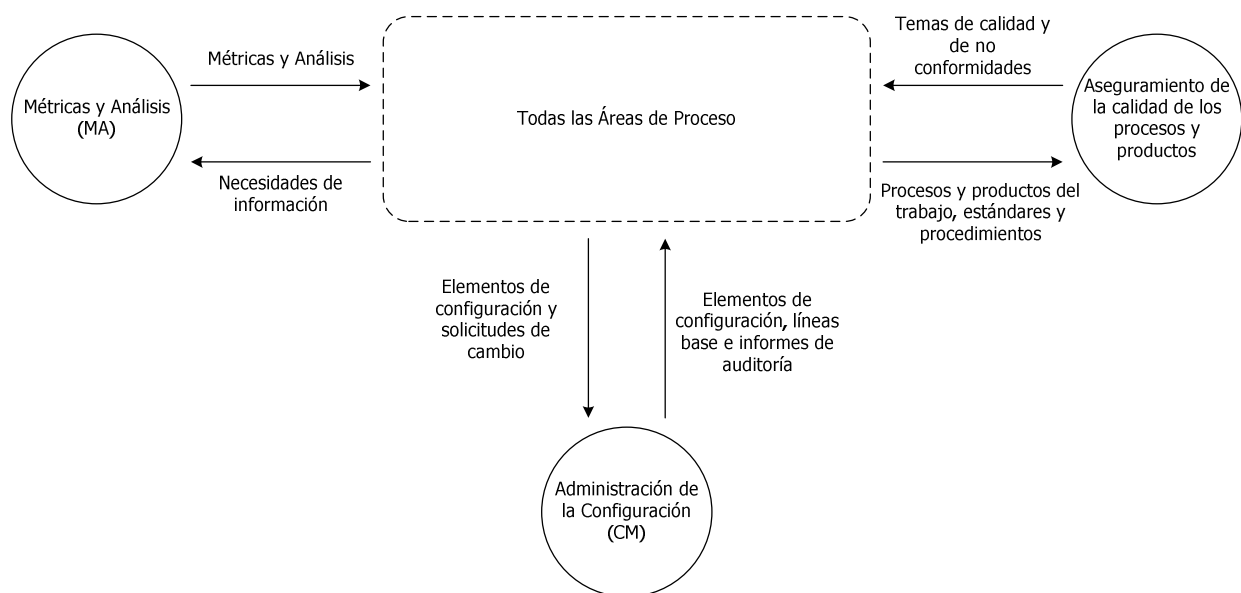 Métricas y Análisis
(MA)
Métricas y Análisis
Necesidades de
información
Todas las Áreas de Proceso
Temas de calidad y
de no
conformidades
Procesos y productos del
trabajo, estándares y
procedimientos
Aseguramiento de
la calidad de los
procesos y
productos
Elementos de
configuración y
solicitudes de
cambio
Elementos de
configuración, líneas
base e informes de
auditoría
Administración de
la Configuración
(CM)